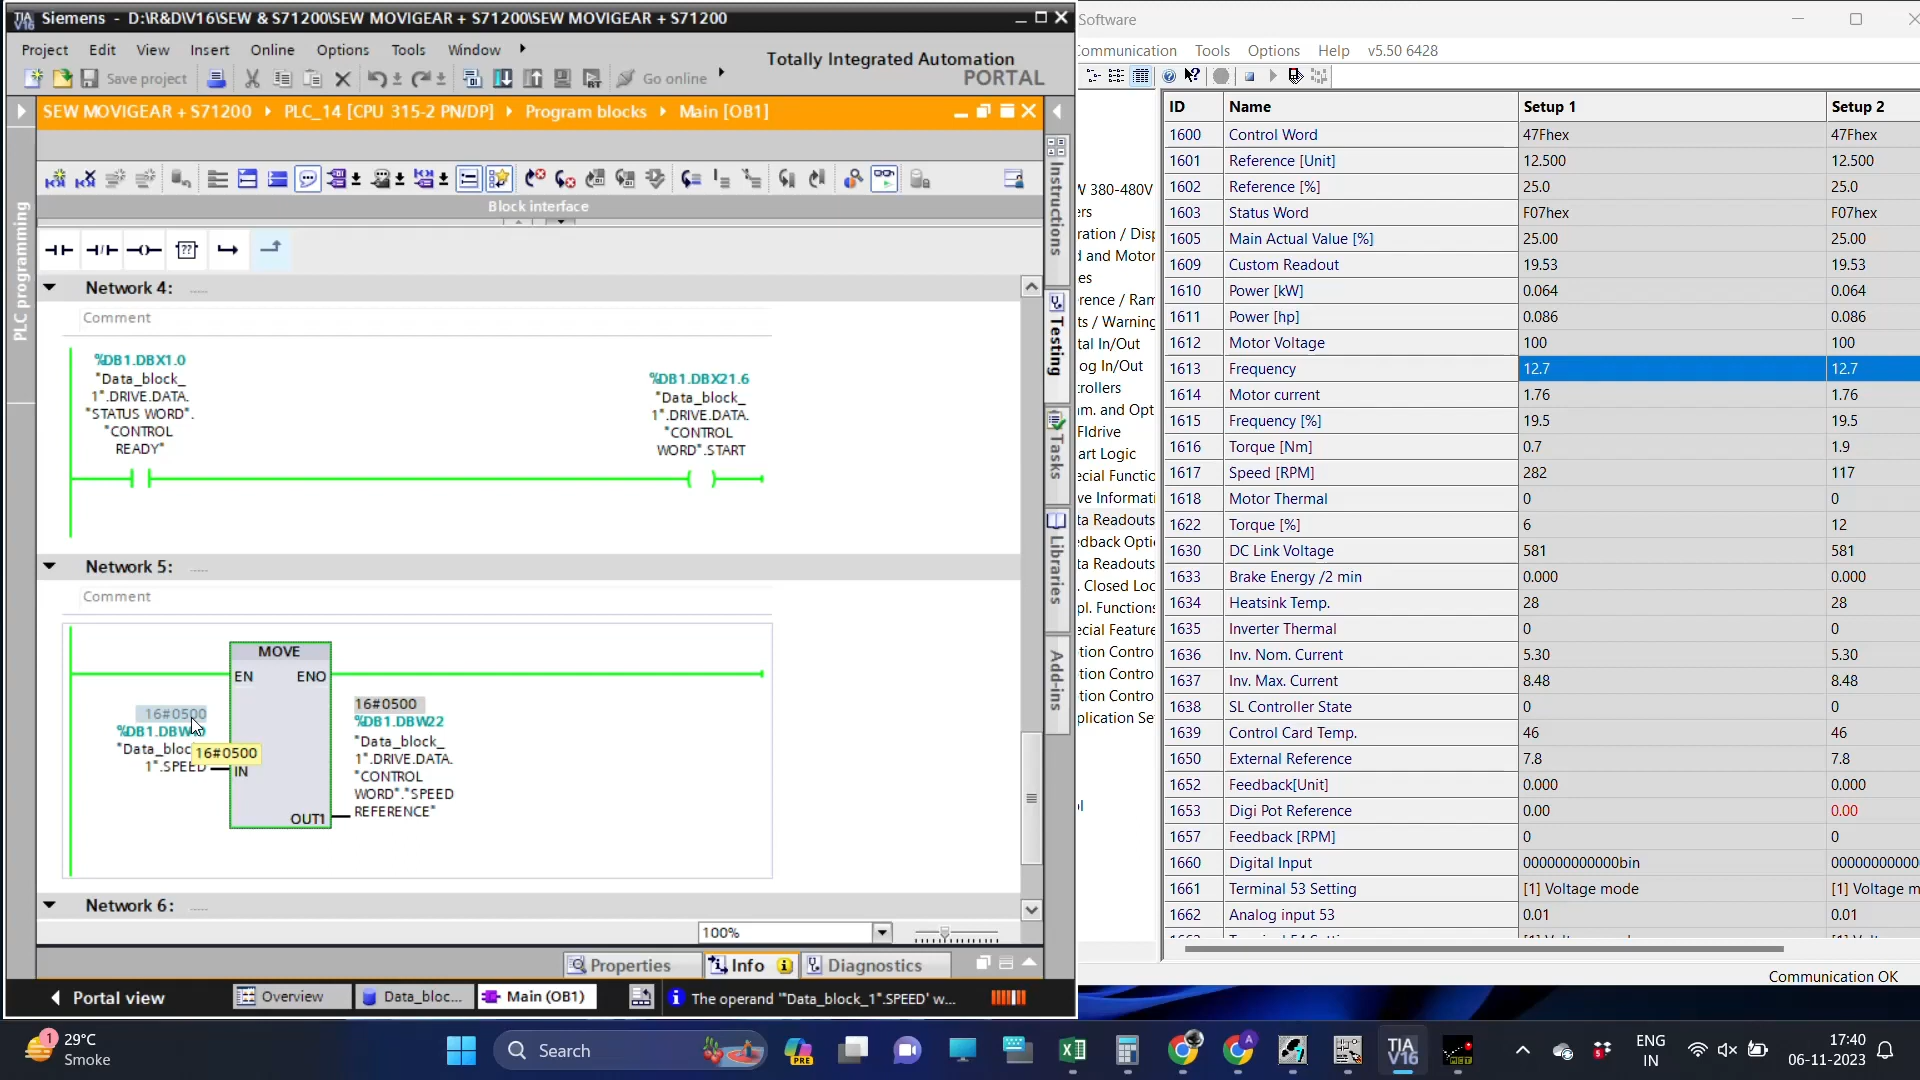 Siemens - D:\R&D\V16\SEW & S71200\SEW MOVIGEAR + S71200\SEW MOVIGEAR + S71200
Project Edit View Insert Online Options Tools Window
Totally Integrated Automation
PORTAL
Save project
Go online
SEW MOVIGEAR + S71200 PLC_14 [CPU 315-2 PN/DP] Program blocks Main [OB1]
Block interface
PLC programming
Network 4:
Comment
%DB1.DBX1.0
"Data_block_
1".DRIVE.DATA.
"STATUS WORD".
"CONTROL
READY"
%DB1.DBX21.6
"Data_block_
1".DRIVE.DATA.
"CONTROL
WORD".START
Network 5:
Comment
MOVE
EN ENO
16#0500
%DB1.DBW
"Data_bloc
1".SPEED
16#0500
IN
OUT1
16#0500
%DB1.DBW22
"Data_block_
1".DRIVE.DATA.
"CONTROL
WORD"."SPEED
REFERENCE"
Network 6:
100%
Properties Info Diagnostics
Portal view Overview Data_bloc... Main (OB1) The operand '"Data_block_1".SPEED' w...
Instructions
Testing
Tasks
Libraries
Add-ins
Software
ommunication Tools Options Help v5.50 6428
V 380-480V
ers
ration / Disp
d and Motor
es
rence / Ram
ts / Warning
tal In/Out
og In/Out
trollers
m. and Opt
FIdrive
art Logic
ecial Functic
ve Informati
ta Readouts
edback Optic
ta Readouts
. Closed Loc
pl. Functions
ecial Feature
tion Contro
tion Contro
tion Contro
plication Se
ID Name Setup 1 Setup 2
1600 Control Word 47Fhex 47Fhex
1601 Reference [Unit] 12.500 12.500
1602 Reference [%] 25.0 25.0
1603 Status Word F07hex F07hex
1605 Main Actual Value [%] 25.00 25.00
1609 Custom Readout 19.53 19.53
1610 Power [kW] 0.064 0.064
1611 Power [hp] 0.086 0.086
1612 Motor Voltage 100 100
1613 Frequency 12.7 12.7
1614 Motor current 1.76 1.76
1615 Frequency [%] 19.5 19.5
1616 Torque [Nm] 0.7 1.9
1617 Speed [RPM] 282 117
1618 Motor Thermal 0 0
1622 Torque [%] 6 12
1630 DC Link Voltage 581 581
1633 Brake Energy /2 min 0.000 0.000
1634 Heatsink Temp. 28 28
1635 Inverter Thermal 0 0
1636 Inv. Nom. Current 5.30 5.30
1637 Inv. Max. Current 8.48 8.48
1638 SL Controller State 0 0
1639 Control Card Temp. 46 46
1650 External Reference 7.8 7.8
1652 Feedback[Unit] 0.000 0.000
1653 Digi Pot Reference 0.00 0.00
1657 Feedback [RPM] 0 0
1660 Digital Input 000000000000bin 00000000000
1661 Terminal 53 Setting [1] Voltage mode [1] Voltage m
1662 Analog input 53 0.01 0.01
Communication OK
29°C
Smoke
Search
ENG
IN
17:40
06-11-2023